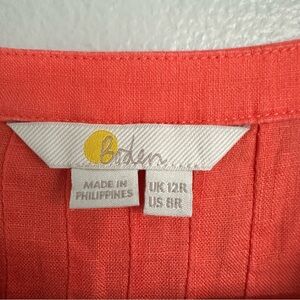 Boden
MADE IN
PHILIPPINES
UK 12R
US 8R